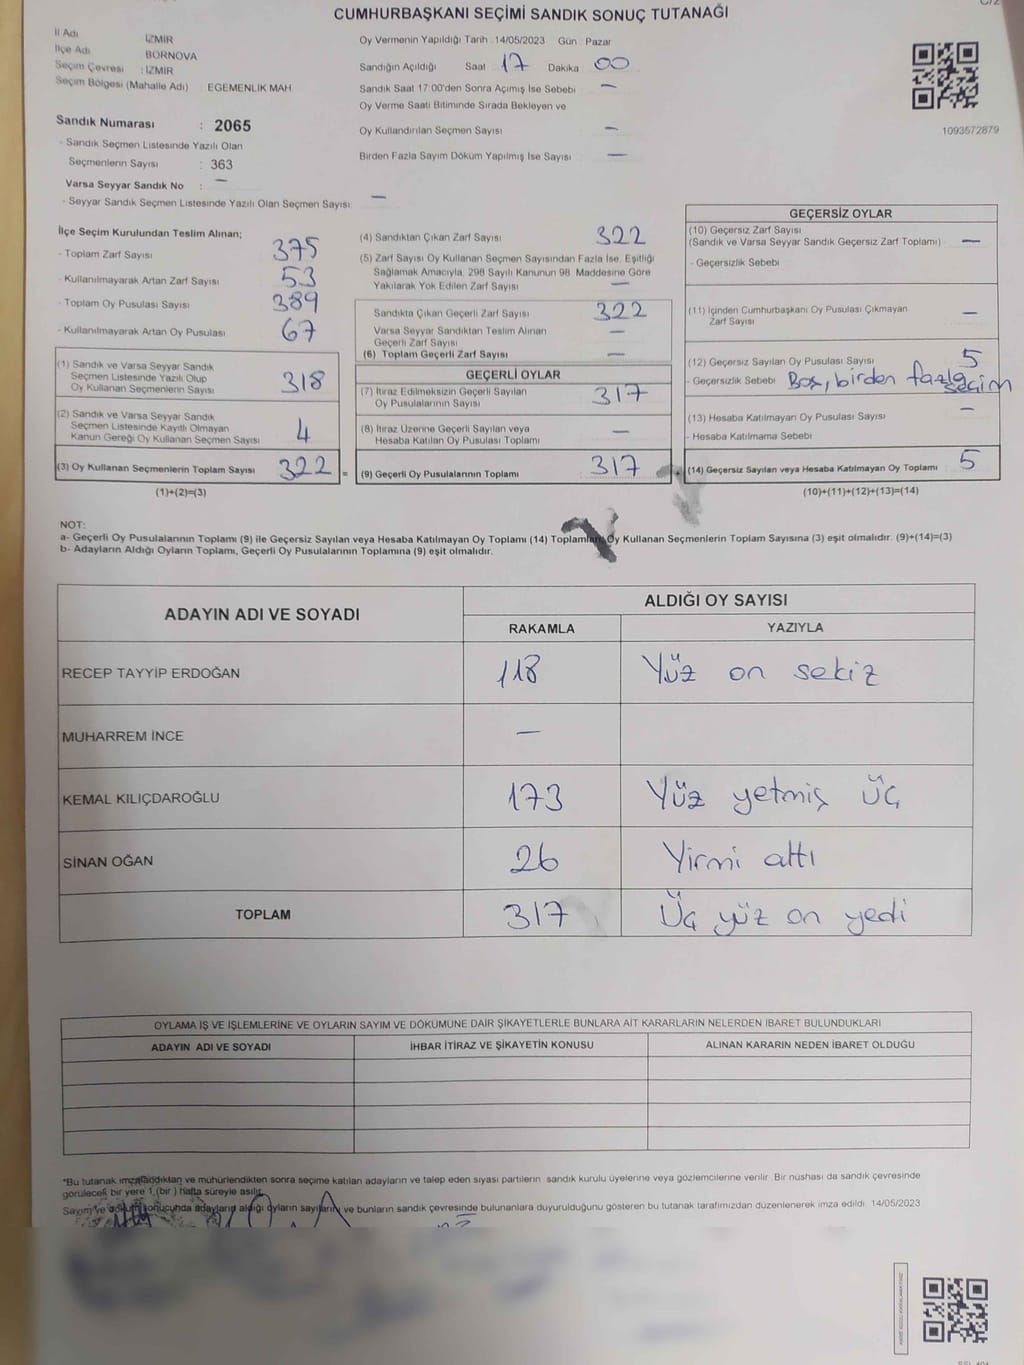 CUMHURBAŞKANI SEÇİMİ SANDIK SONUÇ TUTANAĞI
İl Adı İZMİR
İlçe Adı BORNOVA
Seçim Çevresi : İZMİR
Seçim Bölgesi (Mahalle Adı) EGEMENLİK MAH
Sandık Numarası : 2065
- Sandık Seçmen Listesinde Yazılı Olan
Seçmenlerin Sayısı : 363
Varsa Seyyar Sandık No : —
- Seyyar Sandık Seçmen Listesinde Yazılı Olan Seçmen Sayısı —
Oy Vermenin Yapıldığı Tarih : 14/05/2023 Gün : Pazar
Sandığın Açıldığı Saat 17 Dakika 00
Sandık Saat 17:00'den Sonra Açımış İse Sebebi —
Oy Verme Saati Bitiminde Sırada Bekleyen ve
Oy Kullandırılan Seçmen Sayısı —
Birden Fazla Sayım Döküm Yapılmış İse Sayısı —
1093572879
İlçe Seçim Kurulundan Teslim Alınan;
- Toplam Zarf Sayısı 375
- Kullanılmayarak Artan Zarf Sayısı 53
- Toplam Oy Pusulası Sayısı 389
- Kullanılmayarak Artan Oy Pusulası 67
(1) Sandık ve Varsa Seyyar Sandık
Seçmen Listesinde Yazılı Olup
Oy Kullanan Seçmenlerin Sayısı 318
(2) Sandık ve Varsa Seyyar Sandık
Seçmen Listesinde Kayıtlı Olmayan
Kanun Gereği Oy Kullanan Seçmen Sayısı 4
(3) Oy Kullanan Seçmenlerin Toplam Sayısı 322 =
(1)+(2)=(3)
(4) Sandıktan Çıkan Zarf Sayısı 322
(5) Zarf Sayısı Oy Kullanan Seçmen Sayısından Fazla İse, Eşitliği
Sağlamak Amacıyla, 298 Sayılı Kanunun 98. Maddesine Göre
Yakılarak Yok Edilen Zarf Sayısı —
Sandıkta Çıkan Geçerli Zarf Sayısı 322
Varsa Seyyar Sandıktan Teslim Alınan
Geçerli Zarf Sayısı —
(6) Toplam Geçerli Zarf Sayısı —
GEÇERLİ OYLAR
(7) İtiraz Edilmeksizin Geçerli Sayılan
Oy Pusulalarının Sayısı 317
(8) İtiraz Üzerine Geçerli Sayılan veya
Hesaba Katılan Oy Pusulası Toplamı —
(9) Geçerli Oy Pusulalarının Toplamı 317
GEÇERSİZ OYLAR
(10) Geçersiz Zarf Sayısı
(Sandık ve Varsa Seyyar Sandık Geçersiz Zarf Toplamı) —
- Geçersizlik Sebebi
(11) İçinden Cumhurbaşkanı Oy Pusulası Çıkmayan
Zarf Sayısı —
(12) Geçersiz Sayılan Oy Pusulası Sayısı 5
- Geçersizlik Sebebi Boş, birden fazla seçim
(13) Hesaba Katılmayan Oy Pusulası Sayısı —
- Hesaba Katılmama Sebebi
(14) Geçersiz Sayılan veya Hesaba Katılmayan Oy Toplamı 5
(10)+(11)+(12)+(13)=(14)
NOT:
a- Geçerli Oy Pusulalarının Toplamı (9) ile Geçersiz Sayılan veya Hesaba Katılmayan Oy Toplamı (14) Oy Kullanan Seçmenlerin Toplam Sayısına (3) eşit olmalıdır. (9)+(14)=(3)
b- Adayların Aldığı Oyların Toplamı, Geçerli Oy Pusulalarının Toplamına (9) eşit olmalıdır.
ADAYIN ADI VE SOYADI ALDIĞI OY SAYISI
RAKAMLA YAZIYLA
RECEP TAYYİP ERDOĞAN 118 Yüz on sekiz
MUHARREM İNCE —
KEMAL KILIÇDAROĞLU 173 Yüz yetmiş üç
SİNAN OĞAN 26 Yirmi altı
TOPLAM 317 Üç yüz on yedi
OYLAMA İŞ VE İŞLEMLERİNE VE OYLARIN SAYIM VE DÖKÜMÜNE DAİR ŞİKAYETLERLE BUNLARA AİT KARARLARIN NELERDEN İBARET BULUNDUKLARI
ADAYIN ADI VE SOYADI İHBAR İTİRAZ VE ŞİKAYETİN KONUSU ALINAN KARARIN NEDEN İBARET OLDUĞU
*Bu tutanak imzalandıktan ve mühürlendikten sonra seçime katılan adayların ve talep eden siyasi partilerin sandık kurulu üyelerine veya gözlemcilerine verilir. Bir nüshası da sandık çevresinde
görülecek bir yere 1 (bir) hafta süreyle asılır.
Sayım ve döküm sonucunda adayların aldığı oyların sayılarını ve bunların sandık çevresinde bulunanlara duyurulduğunu gösteren bu tutanak tarafımızdan düzenlenerek imza edildi. 14/05/2023